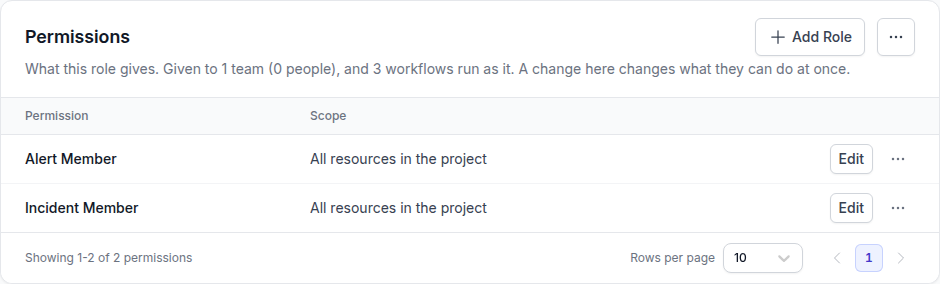 Permissions
Add Role
What this role gives. Given to 1 team (0 people), and 3 workflows run as it. A change here changes what they can do at once.
Permission Scope
Alert Member All resources in the project Edit
Incident Member All resources in the project Edit
Showing 1-2 of 2 permissions Rows per page 10 1